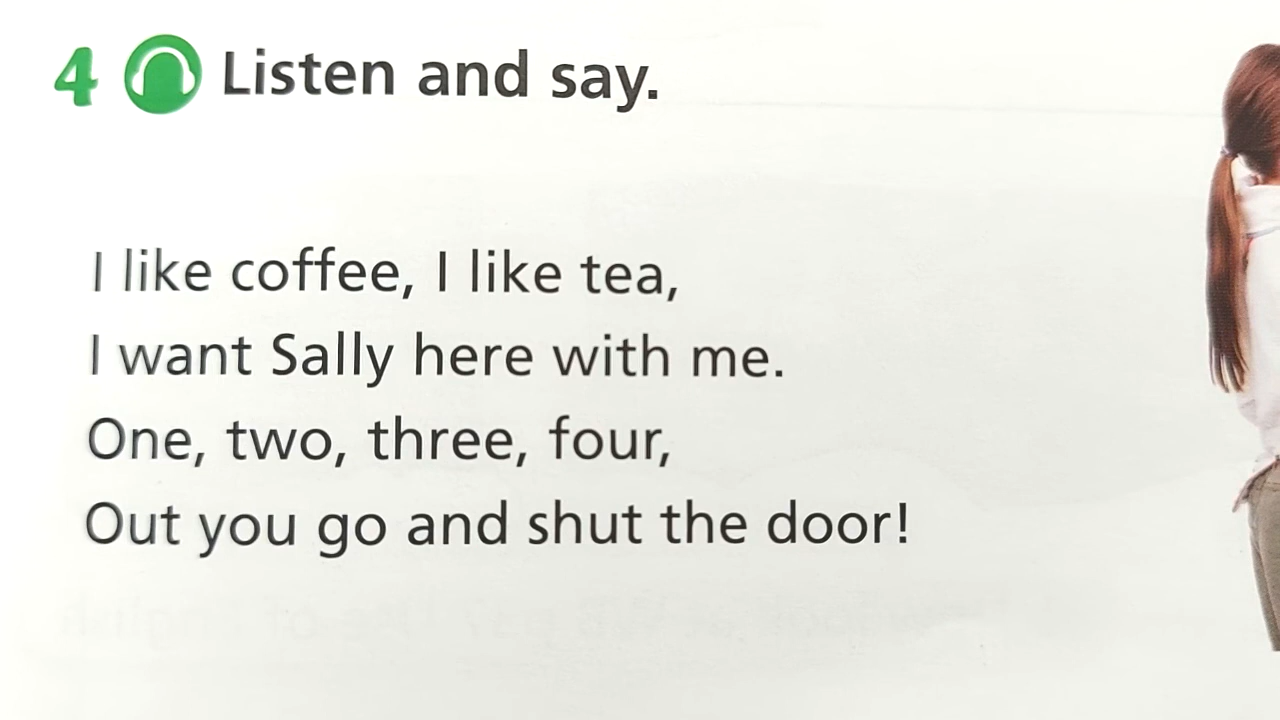 4 Listen and say.
I like coffee, I like tea,
I want Sally here with me.
One, two, three, four,
Out you go and shut the door!